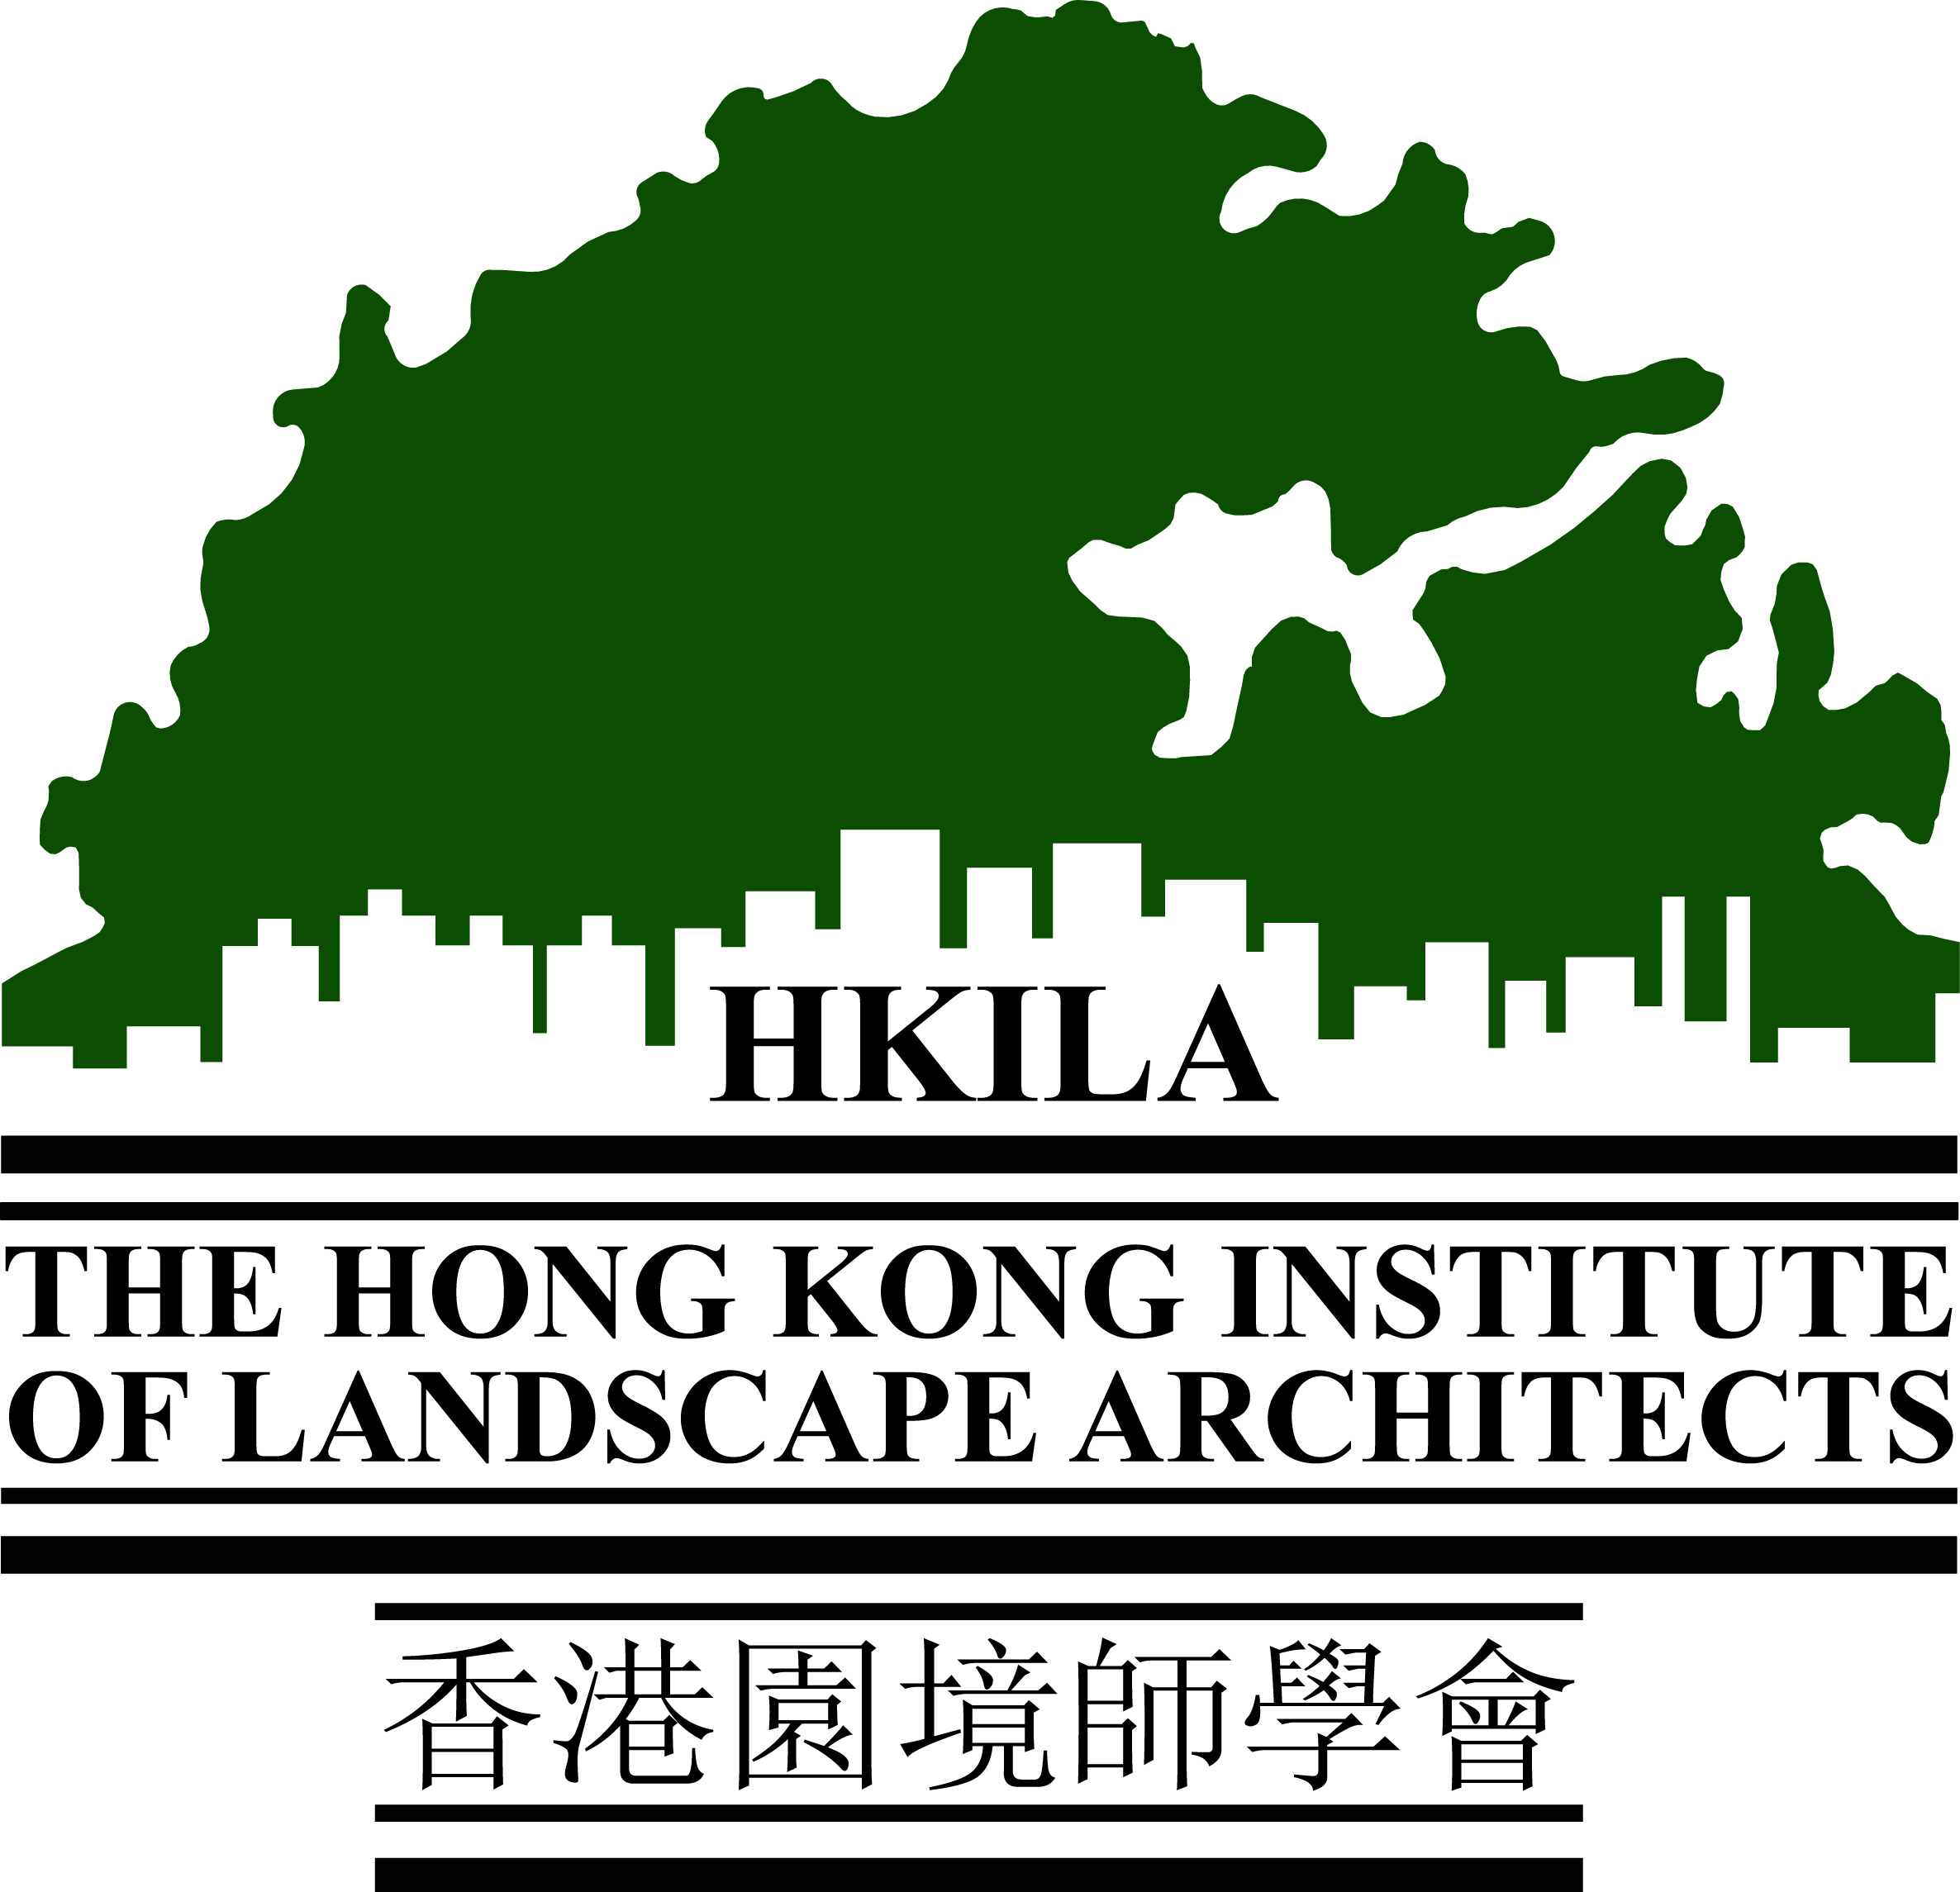 HKILA
THE HONG KONG INSTITUTE
OF LANDSCAPE ARCHITECTS
香港園境師學會